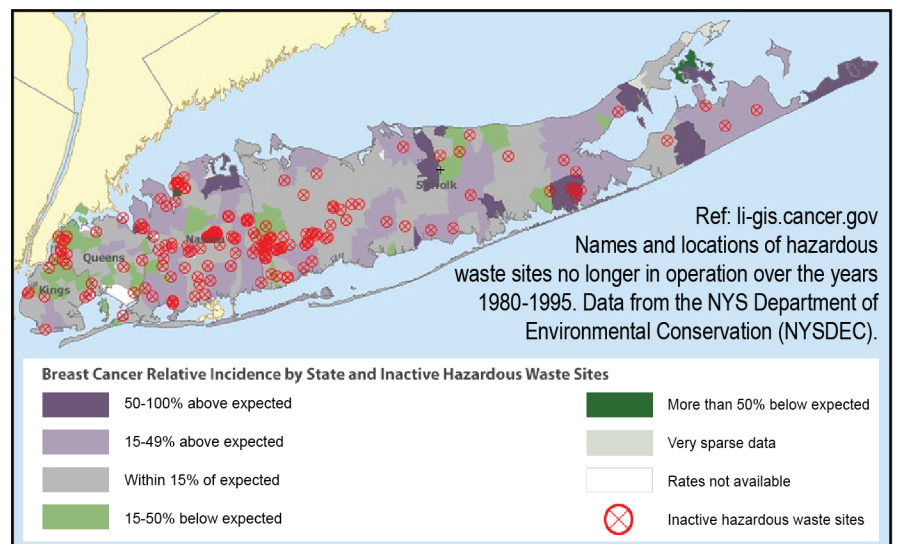 Suffolk
Nassau
Queens
Kings
Ref: li-gis.cancer.gov
Names and locations of hazardous
waste sites no longer in operation over the years
1980-1995. Data from the NYS Department of
Environmental Conservation (NYSDEC).
Breast Cancer Relative Incidence by State and Inactive Hazardous Waste Sites
50-100% above expected
15-49% above expected
Within 15% of expected
15-50% below expected
More than 50% below expected
Very sparse data
Rates not available
Inactive hazardous waste sites